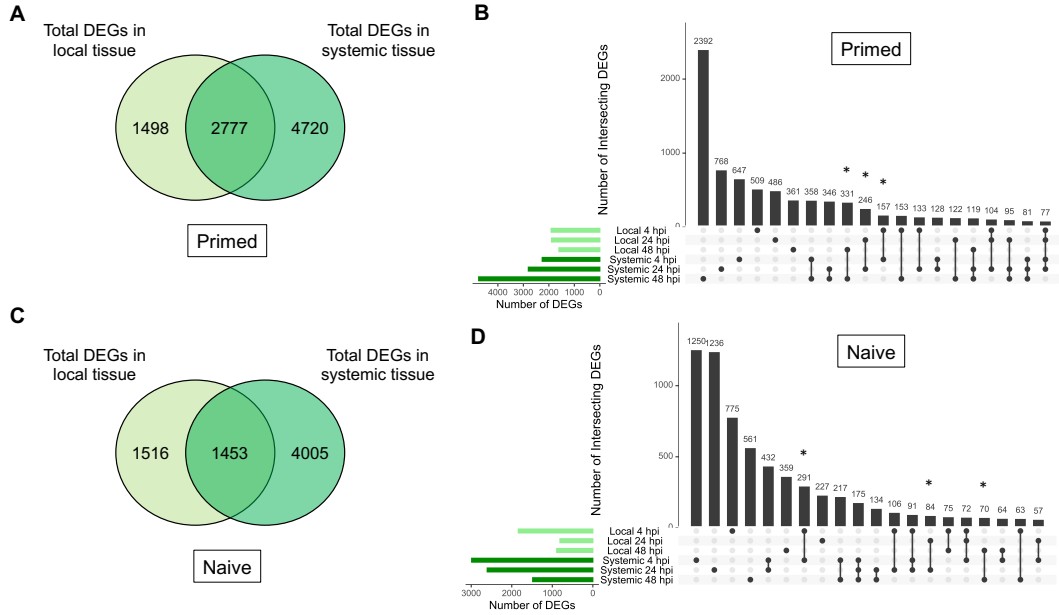 A
Total DEGs in
local tissue
Total DEGs in
systemic tissue
1498
2777
4720
Primed
B
Primed
Number of Intersecting DEGs
2000
1000
0
2392
768
647
509
486
361
358
346
331
246
157
153
133
128
122
119
104
95
81
77
*
*
*
Local 4 hpi
Local 24 hpi
Local 48 hpi
Systemic 4 hpi
Systemic 24 hpi
Systemic 48 hpi
4000 3000 2000 1000 0
Number of DEGs
C
Total DEGs in
local tissue
Total DEGs in
systemic tissue
1516
1453
4005
Naive
D
Naive
Number of Intersecting DEGs
1000
500
0
1250
1236
775
561
432
359
291
227
217
175
134
106
91
84
75
72
70
64
63
57
*
*
*
Local 4 hpi
Local 24 hpi
Local 48 hpi
Systemic 4 hpi
Systemic 24 hpi
Systemic 48 hpi
3000 2000 1000 0
Number of DEGs